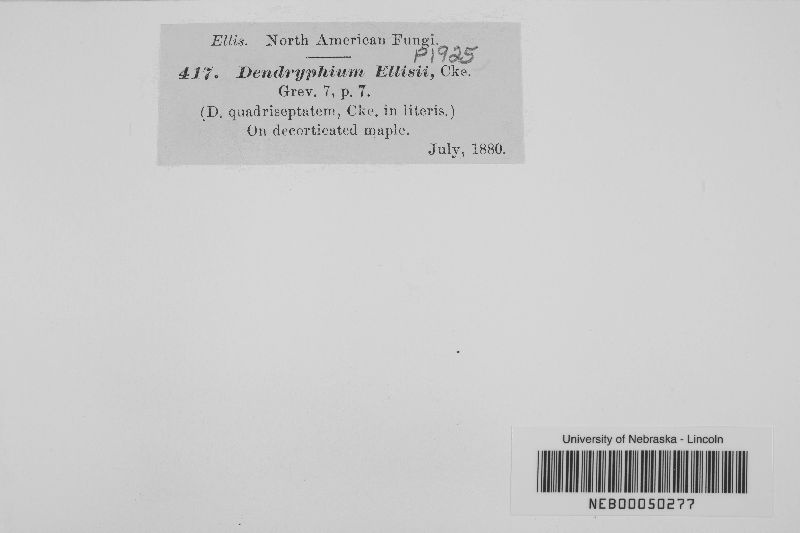 Ellis. North American Fungi.
P1925
417. Dendryphium Ellisii, Cke.
Grev. 7, p. 7.
(D. quadriseptatem, Cke. in literis.)
On decorticated maple.
July, 1880.
University of Nebraska - Lincoln
NEB00050277